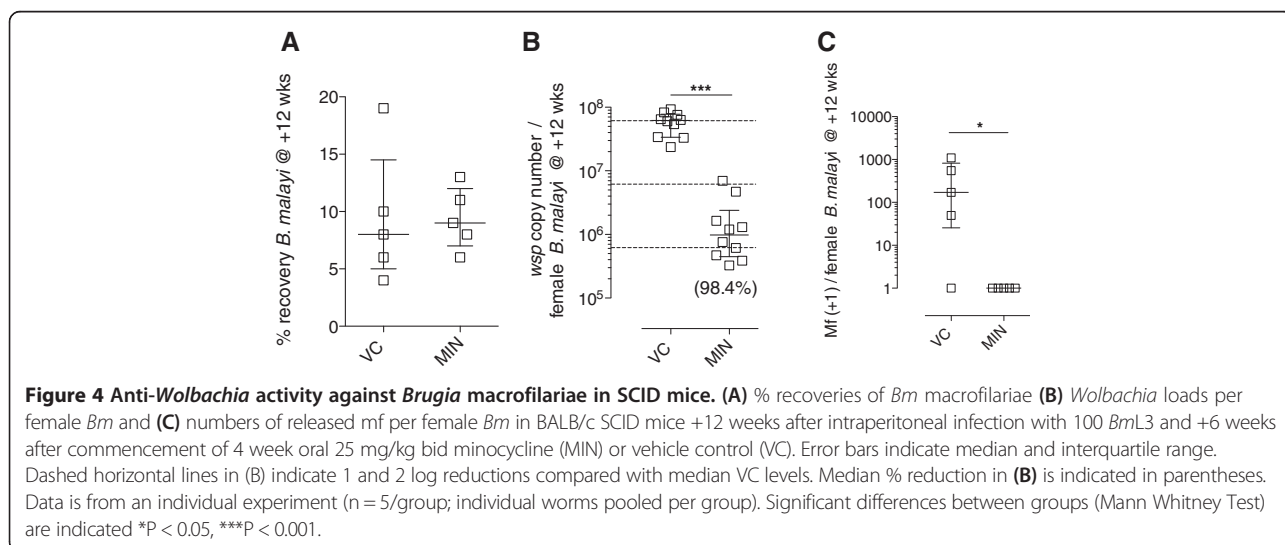 A
% recovery B. malayi @ +12 wks
20
15
10
5
0
VC
MIN
B
wsp copy number /
female B. malayi @ +12 wks
10⁸
10⁷
10⁶
10⁵
***
(98.4%)
VC
MIN
C
Mf (+1) / female B. malayi @ +12 wks
10000
1000
100
10
1
*
VC
MIN
Figure 4 Anti-Wolbachia activity against Brugia macrofilariae in SCID mice. (A) % recoveries of Bm macrofilariae (B) Wolbachia loads per
female Bm and (C) numbers of released mf per female Bm in BALB/c SCID mice +12 weeks after intraperitoneal infection with 100 BmL3 and +6 weeks
after commencement of 4 week oral 25 mg/kg bid minocycline (MIN) or vehicle control (VC). Error bars indicate median and interquartile range.
Dashed horizontal lines in (B) indicate 1 and 2 log reductions compared with median VC levels. Median % reduction in (B) is indicated in parentheses.
Data is from an individual experiment (n = 5/group; individual worms pooled per group). Significant differences between groups (Mann Whitney Test)
are indicated *P < 0.05, ***P < 0.001.